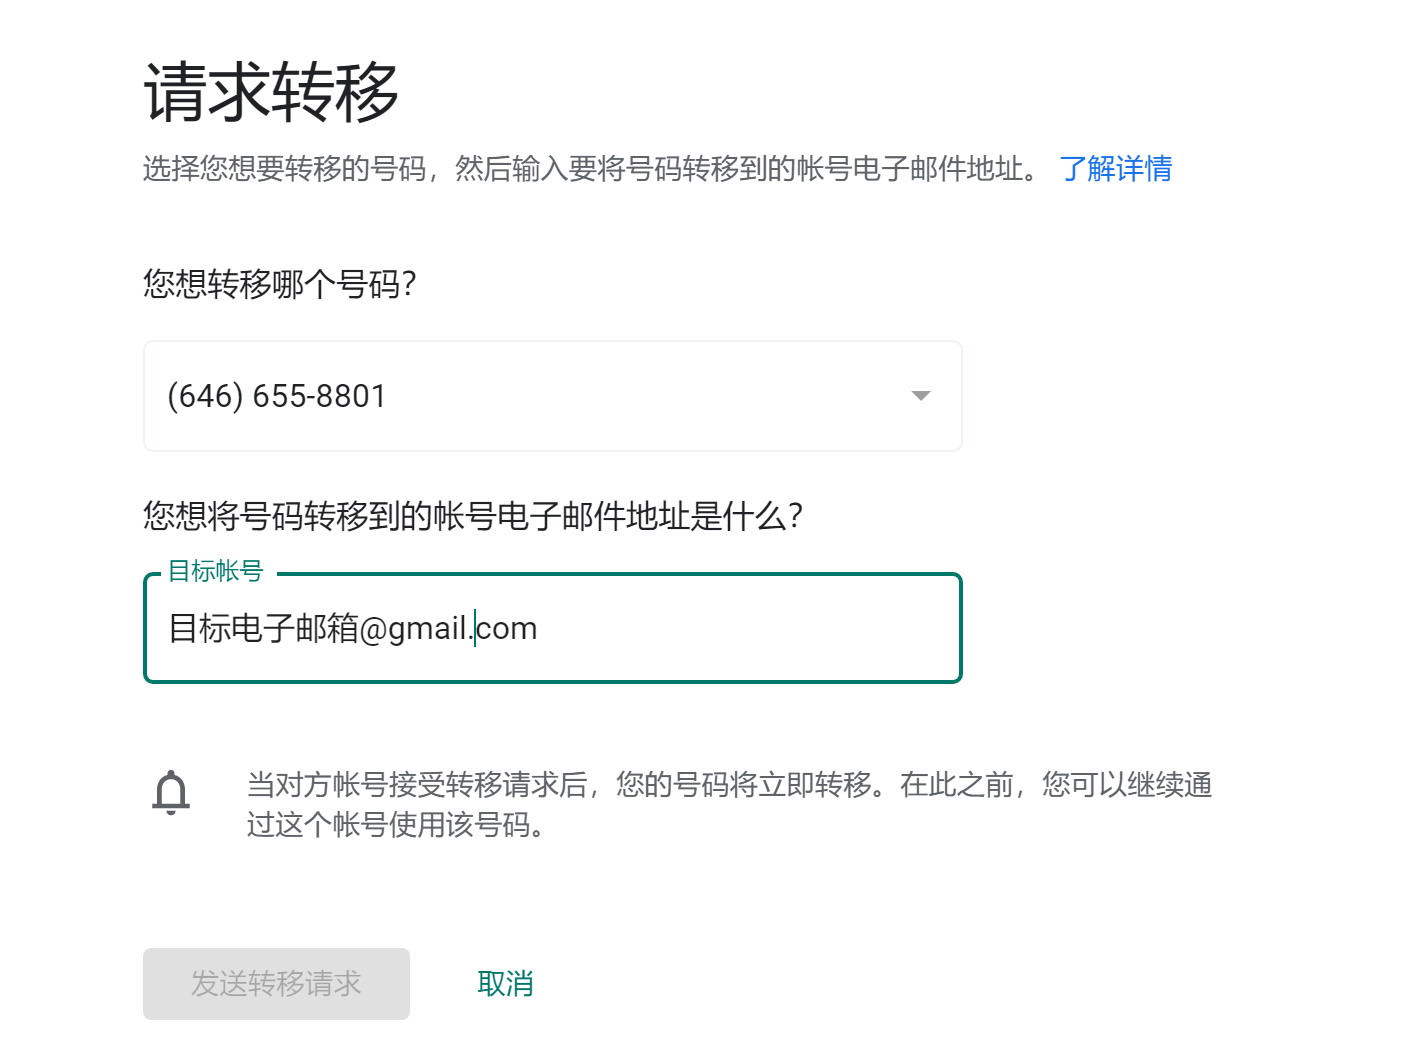 请求转移
选择您想要转移的号码，然后输入要将号码转移到的帐号电子邮件地址。 了解详情
您想转移哪个号码？
(646) 655-8801
您想将号码转移到的帐号电子邮件地址是什么？
目标帐号
目标电子邮箱@gmail.com
当对方帐号接受转移请求后，您的号码将立即转移。在此之前，您可以继续通
过这个帐号使用该号码。
发送转移请求 取消